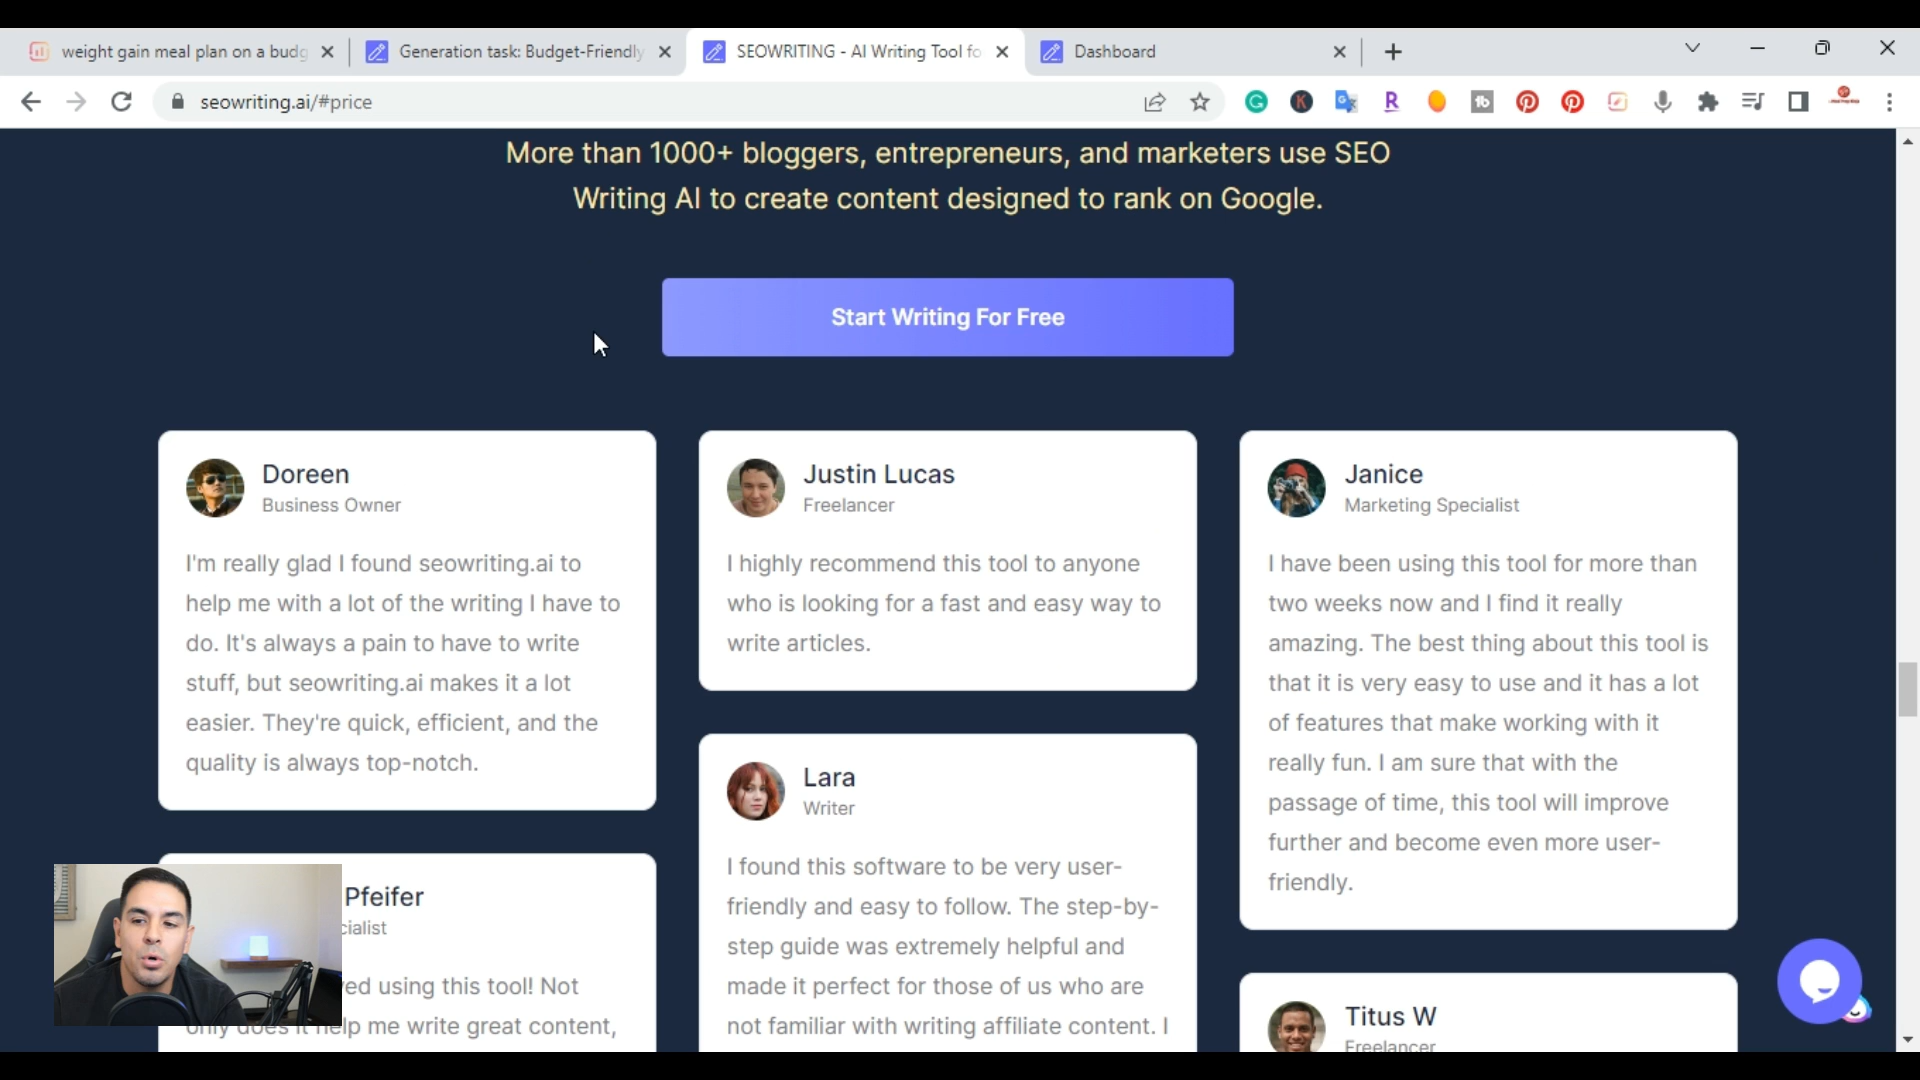 weight gain meal plan on a budg
Generation task: Budget-Friendly
SEOWRITING - AI Writing Tool fo
Dashboard
seowriting.ai/#price
More than 1000+ bloggers, entrepreneurs, and marketers use SEO
Writing AI to create content designed to rank on Google.
Start Writing For Free
Doreen
Business Owner
I'm really glad I found seowriting.ai to
help me with a lot of the writing I have to
do. It's always a pain to have to write
stuff, but seowriting.ai makes it a lot
easier. They're quick, efficient, and the
quality is always top-notch.
Pfeifer
cialist
ved using this tool! Not
only does it help me write great content,
Justin Lucas
Freelancer
I highly recommend this tool to anyone
who is looking for a fast and easy way to
write articles.
Lara
Writer
I found this software to be very user-
friendly and easy to follow. The step-by-
step guide was extremely helpful and
made it perfect for those of us who are
not familiar with writing affiliate content. I
Janice
Marketing Specialist
I have been using this tool for more than
two weeks now and I find it really
amazing. The best thing about this tool is
that it is very easy to use and it has a lot
of features that make working with it
really fun. I am sure that with the
passage of time, this tool will improve
further and become even more user-
friendly.
Titus W
Freelancer